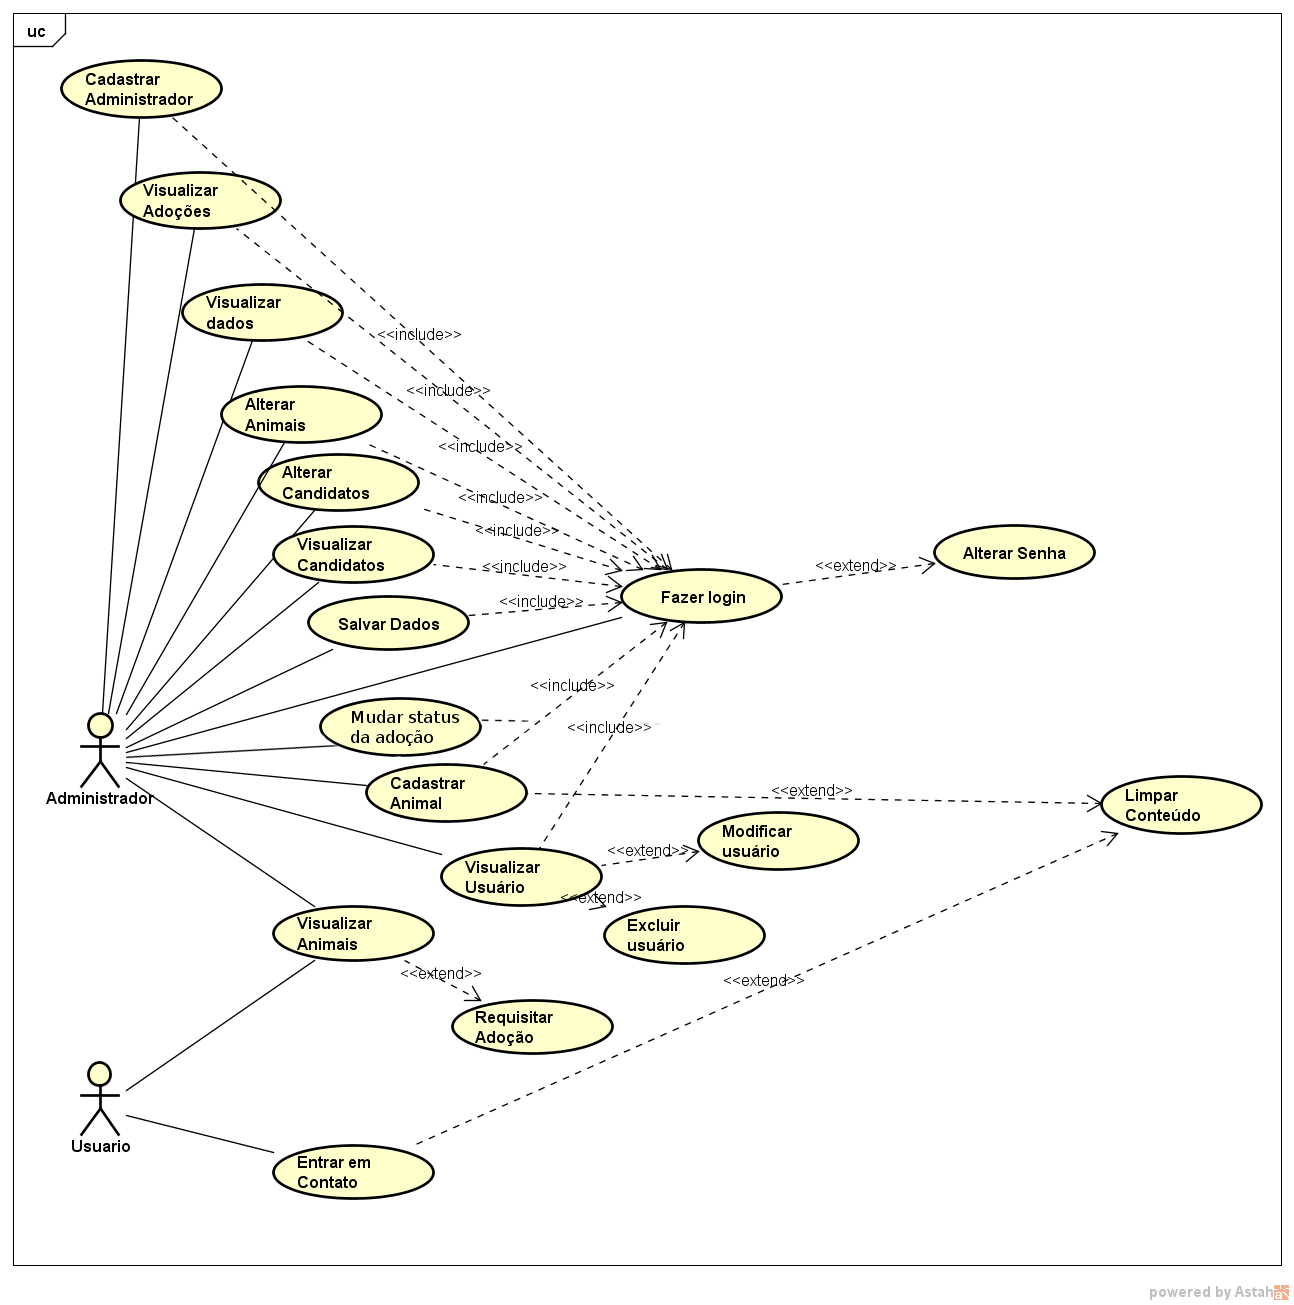 uc
Cadastrar
Administrador
Visualizar
Adoções
Visualizar
dados
<<include>>
<<include>>
Alterar
Animais
<<include>>
Alterar
Candidatos
<<include>>
<<include>>
Visualizar
Candidatos
<<include>>
Alterar Senha
<<extend>>
Fazer login
<<include>>
Salvar Dados
<<include>>
Mudar status
da adoção
<<include>>
Cadastrar
Animal
<<extend>>
Limpar
Conteúdo
Administrador
Modificar
usuário
<<extend>>
Visualizar
Usuário
<<extend>>
Excluir
usuário
Visualizar
Animais
<<extend>>
<<extend>>
Requisitar
Adoção
Usuario
Entrar em
Contato
powered by Astah